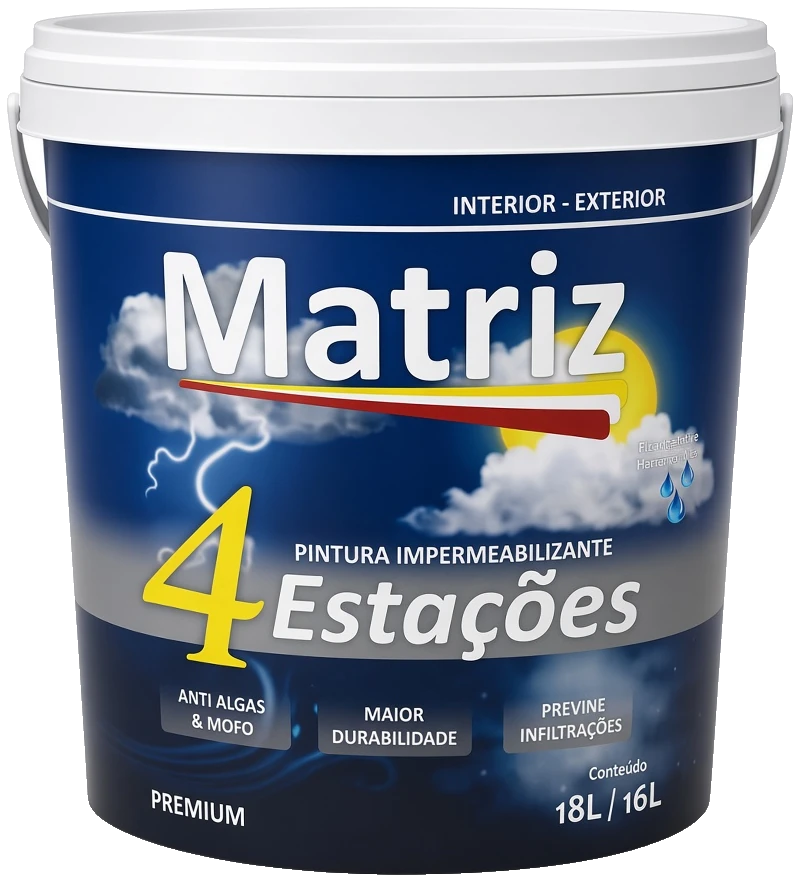 INTERIOR - EXTERIOR
Matriz
PINTURA IMPERMEABILIZANTE
4 Estações
ANTI ALGAS
& MOFO
MAIOR
DURABILIDADE
PREVINE
INFILTRAÇÕES
Conteúdo
18L / 16L
PREMIUM